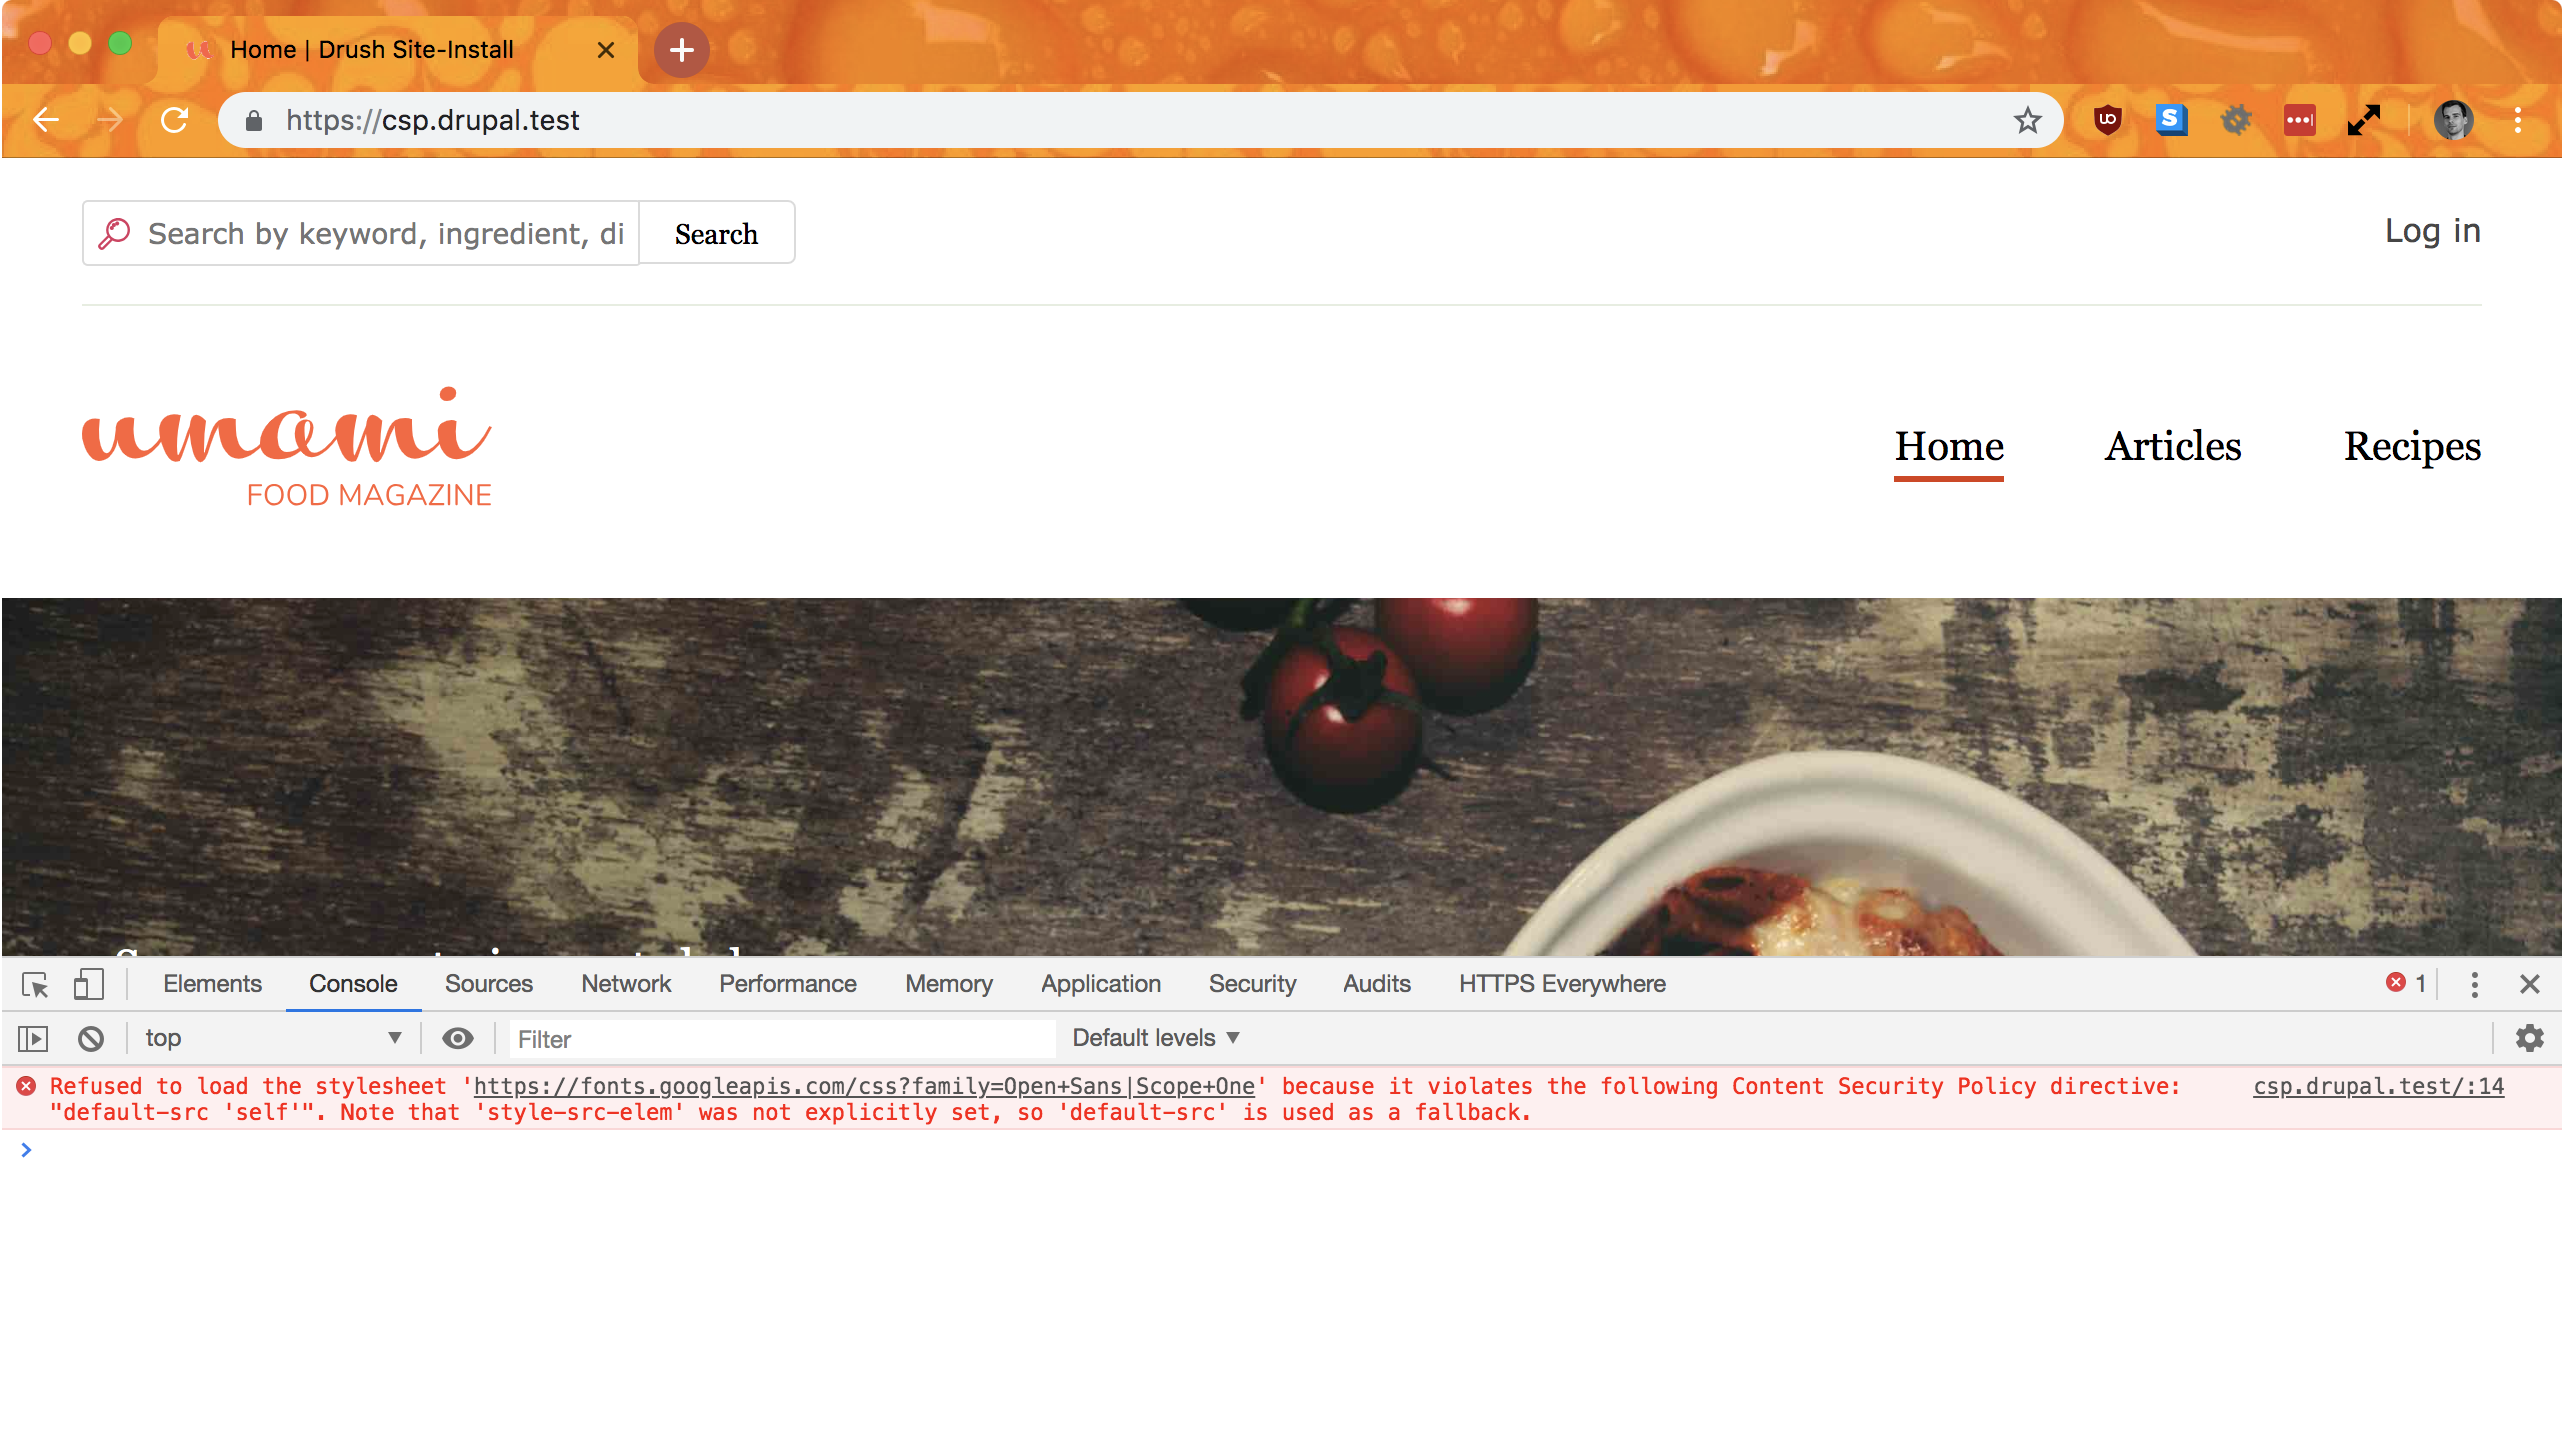 Home | Drush Site-Install
https://csp.drupal.test
Search by keyword, ingredient, di
Search
Log in
umami
FOOD MAGAZINE
Home
Articles
Recipes
Elements Console Sources Network Performance Memory Application Security Audits HTTPS Everywhere 1
top Filter Default levels
Refused to load the stylesheet 'https://fonts.googleapis.com/css?family=Open+Sans|Scope+One' because it violates the following Content Security Policy directive: csp.drupal.test/:14
"default-src 'self'". Note that 'style-src-elem' was not explicitly set, so 'default-src' is used as a fallback.